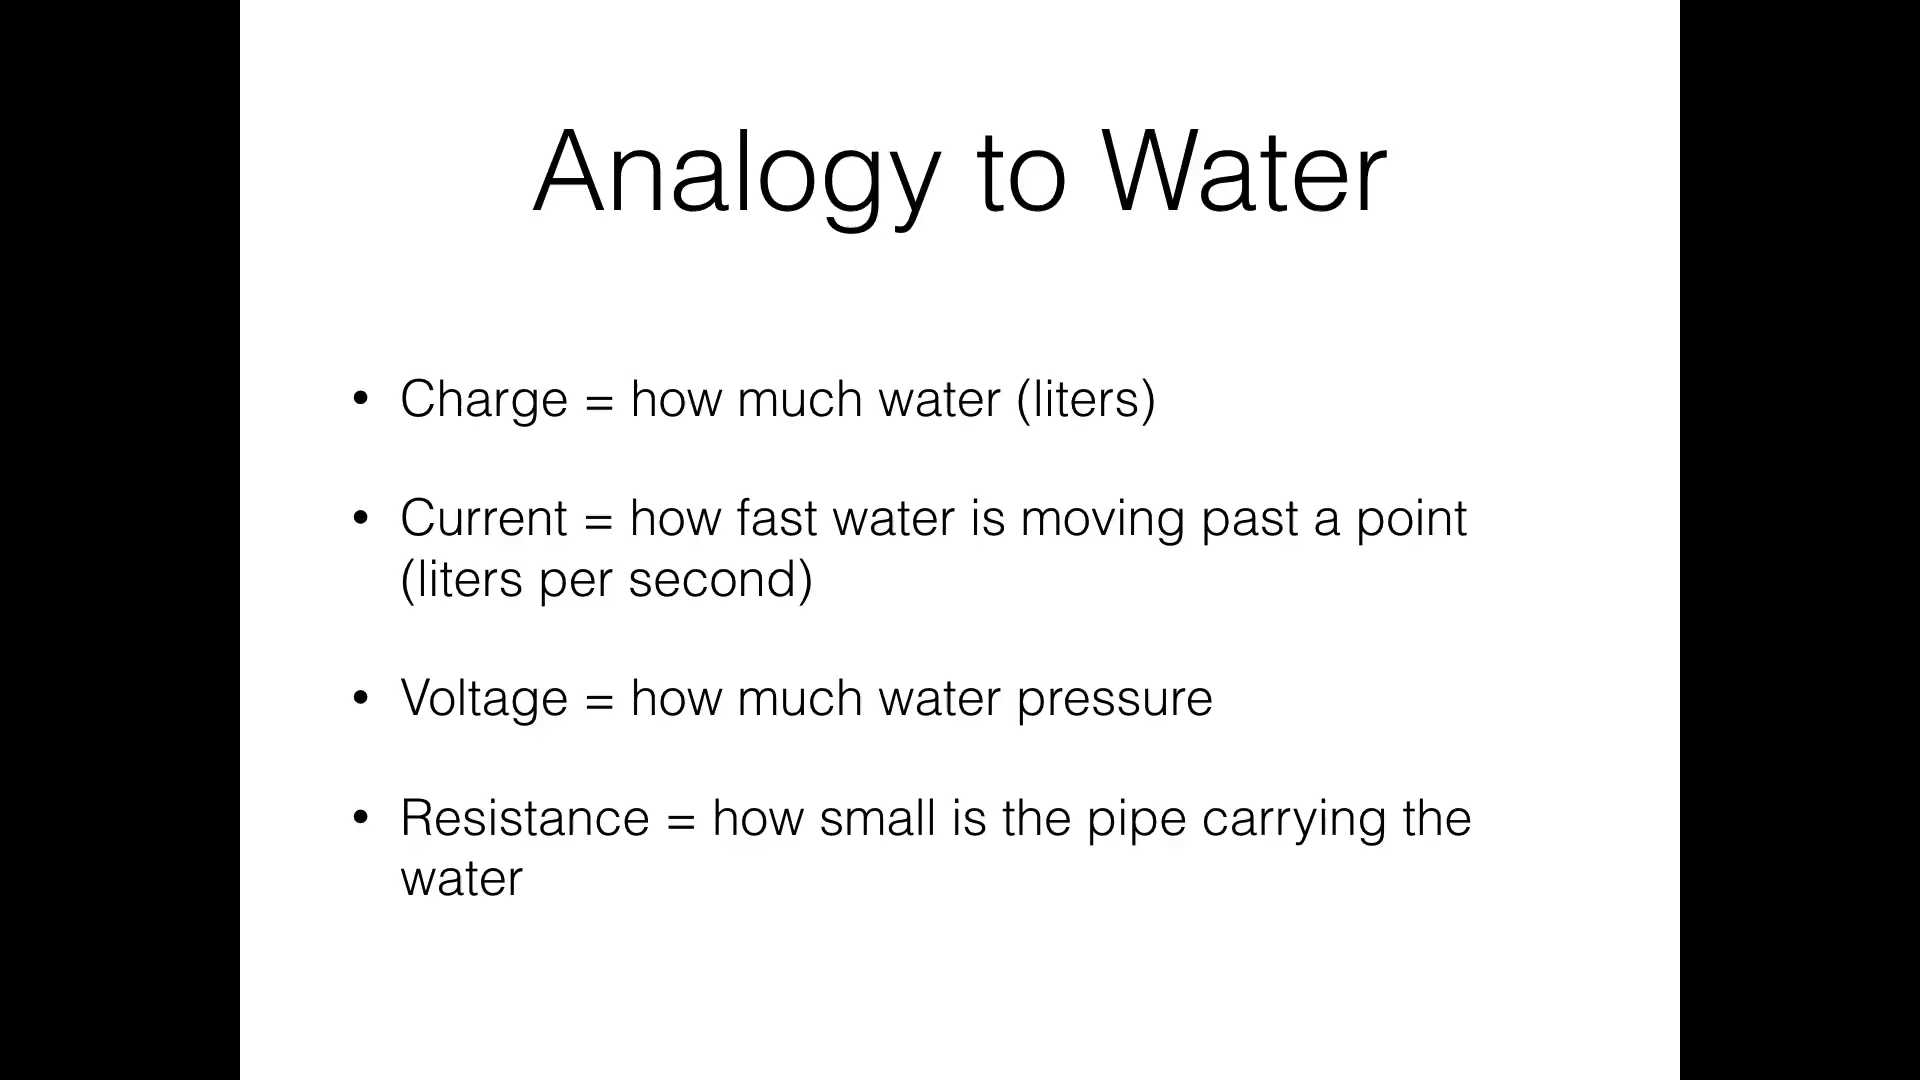 Analogy to Water
• Charge = how much water (liters)
• Current = how fast water is moving past a point
(liters per second)
• Voltage = how much water pressure
• Resistance = how small is the pipe carrying the
water